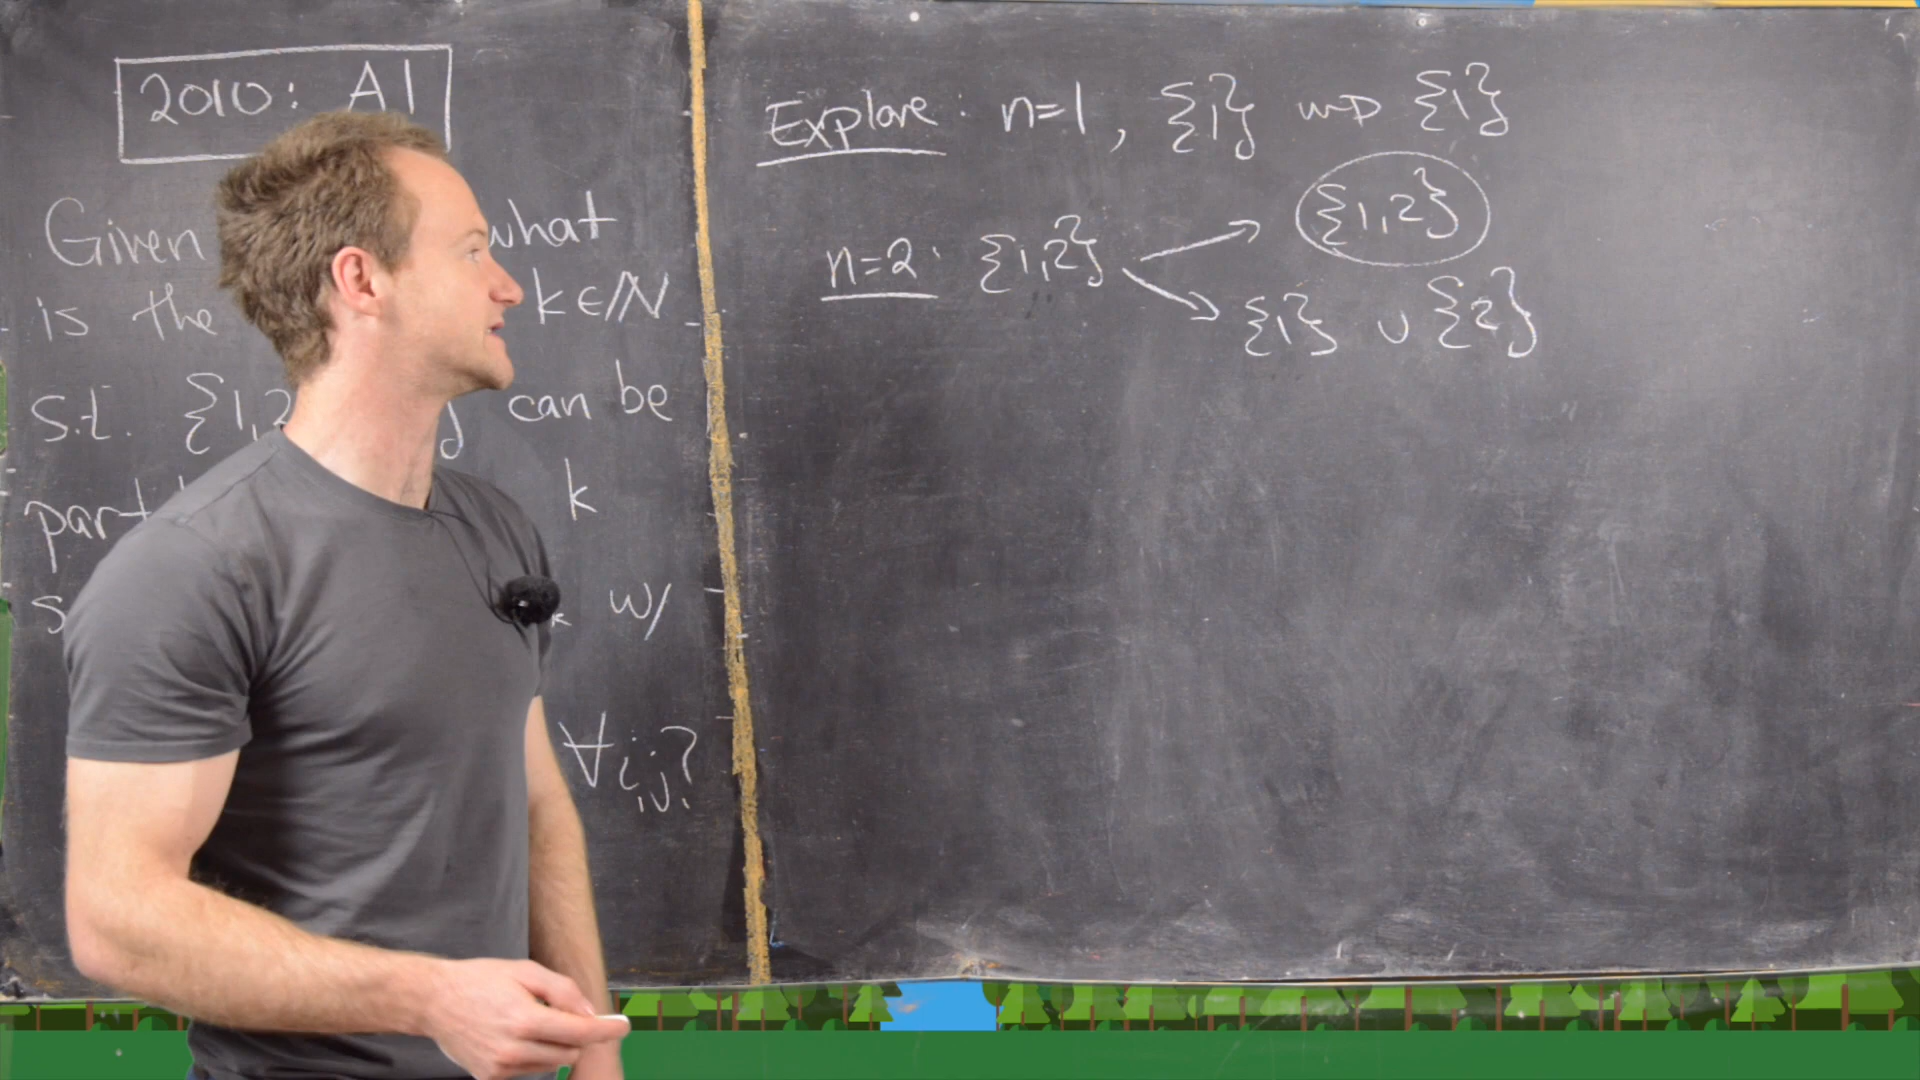 2010: A1
Given what
is the k∈ℕ
s.t. {1,2 } can be
part k
s k w/
∀ i,j?
Explore: n=1, {1} ⇝ {1}
{1,2}
n=2: {1,2}
{1} ∪ {2}